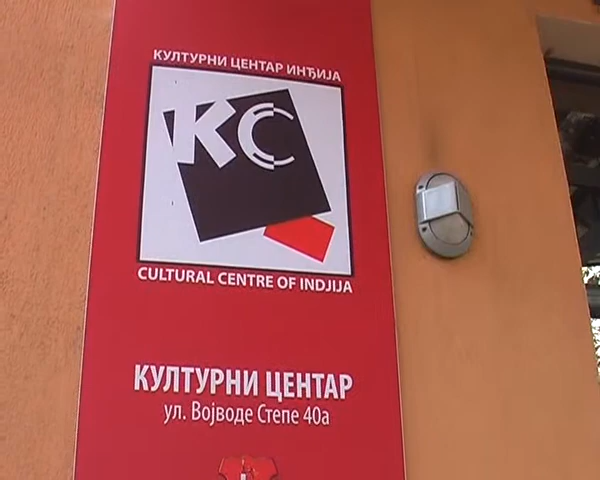 КУЛТУРНИ ЦЕНТАР ИНЂИЈА
КC
CULTURAL CENTRE OF INDJIJA
КУЛТУРНИ ЦЕНТАР
ул. Војводе Степе 40а